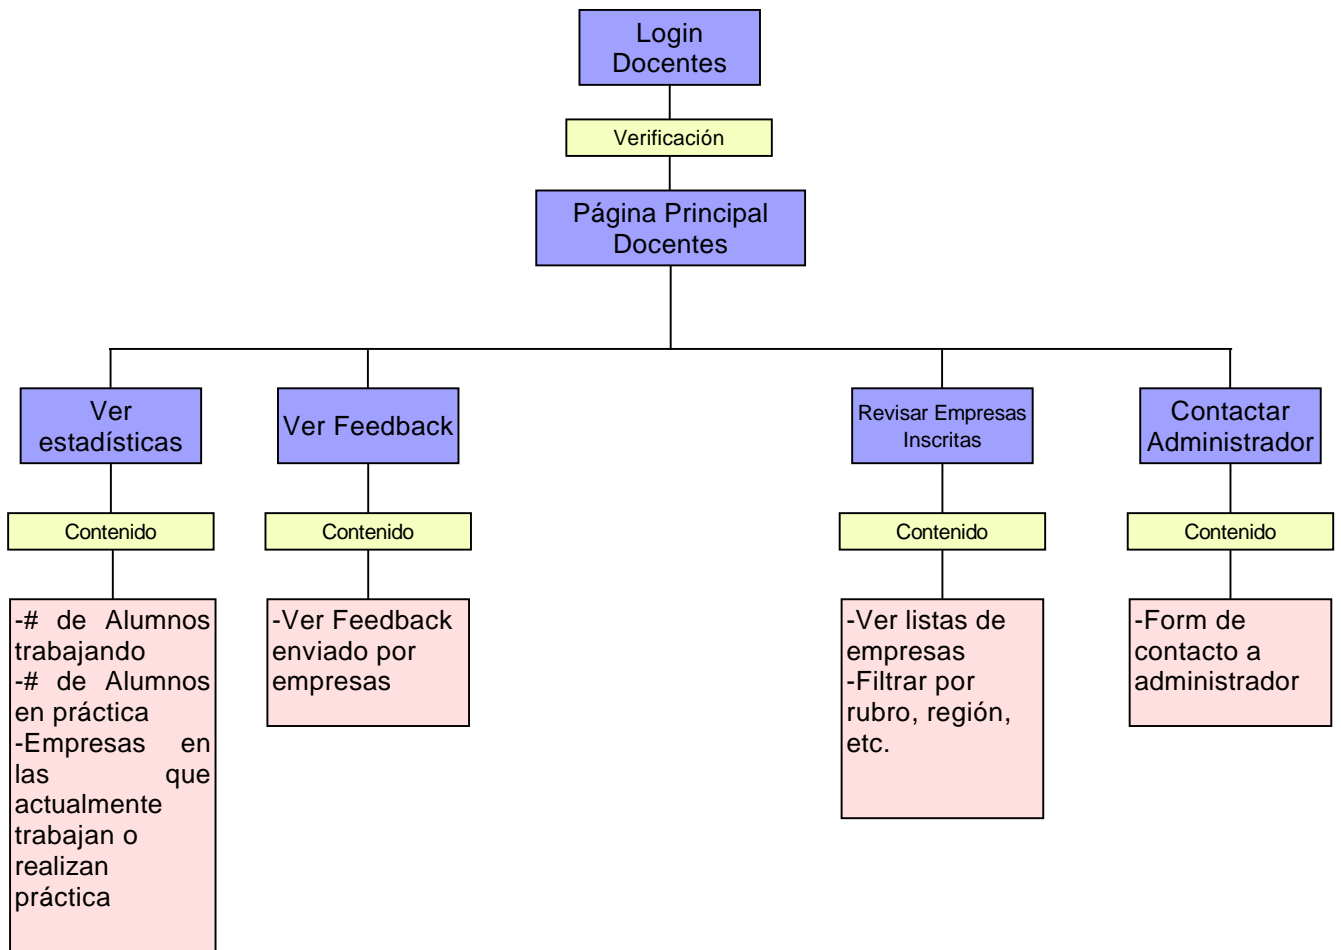 Login
Docentes
Verificación
Página Principal
Docentes
Ver
estadísticas
Ver Feedback
Revisar Empresas
Inscritas
Contactar
Administrador
Contenido
Contenido
Contenido
Contenido
-# de Alumnos
trabajando
-# de Alumnos
en práctica
-Empresas en
las que
actualmente
trabajan o
realizan
práctica
-Ver Feedback
enviado por
empresas
-Ver listas de
empresas
-Filtrar por
rubro, región,
etc.
-Form de
contacto a
administrador